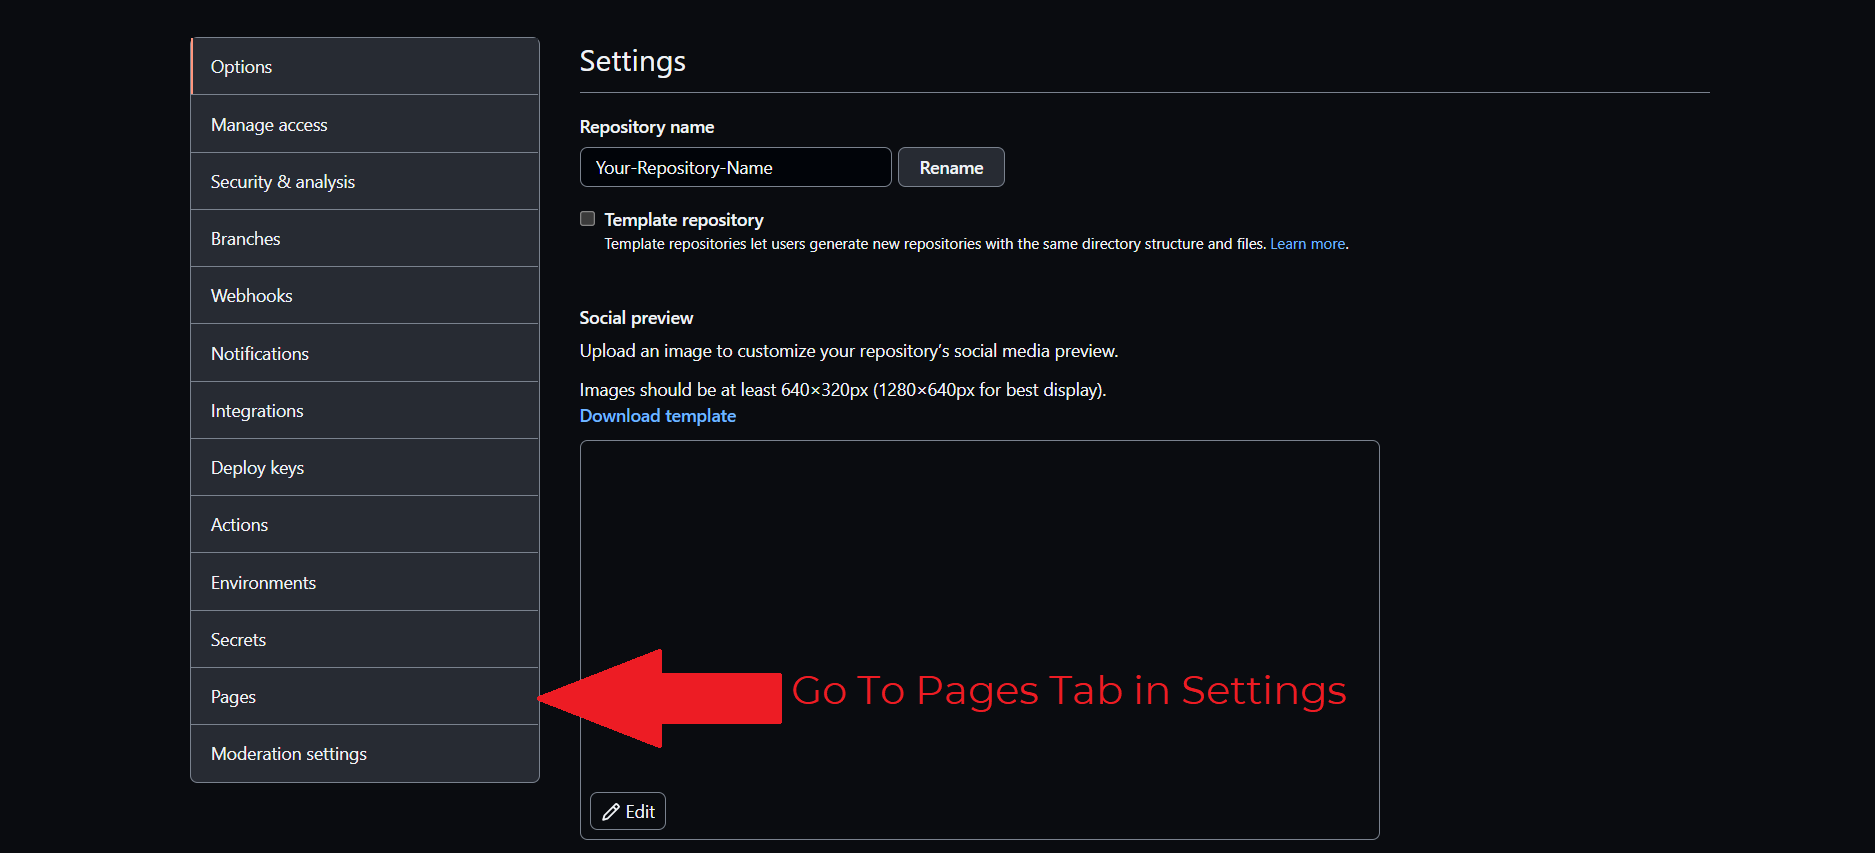 Options
Manage access
Security & analysis
Branches
Webhooks
Notifications
Integrations
Deploy keys
Actions
Environments
Secrets
Pages
Moderation settings
Settings
Repository name
Your-Repository-Name
Rename
Template repository
Template repositories let users generate new repositories with the same directory structure and files. Learn more.
Social preview
Upload an image to customize your repository’s social media preview.
Images should be at least 640×320px (1280×640px for best display).
Download template
Go To Pages Tab in Settings
Edit